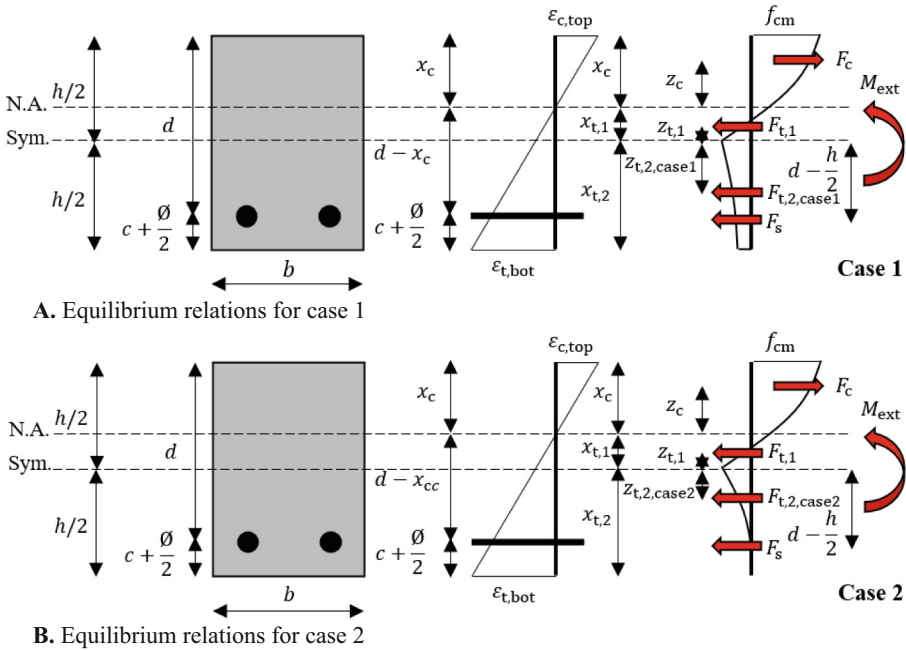 ε_c,top
f_cm
h/2
d
x_c
x_c
z_c
F_c
M_ext
N.A.
Sym.
x_t,1
z_t,1
F_t,1
d − x_c
z_t,2,case1
d − h/2
h/2
x_t,2
F_t,2,case1
c + Ø/2
c + Ø/2
F_s
ε_t,bot
b
Case 1
A. Equilibrium relations for case 1
ε_c,top
f_cm
h/2
d
x_c
x_c
z_c
F_c
M_ext
N.A.
Sym.
x_t,1
z_t,1
F_t,1
d − x_cc
z_t,2,case2
F_t,2,case2
h/2
x_t,2
d − h/2
c + Ø/2
c + Ø/2
F_s
ε_t,bot
b
Case 2
B. Equilibrium relations for case 2